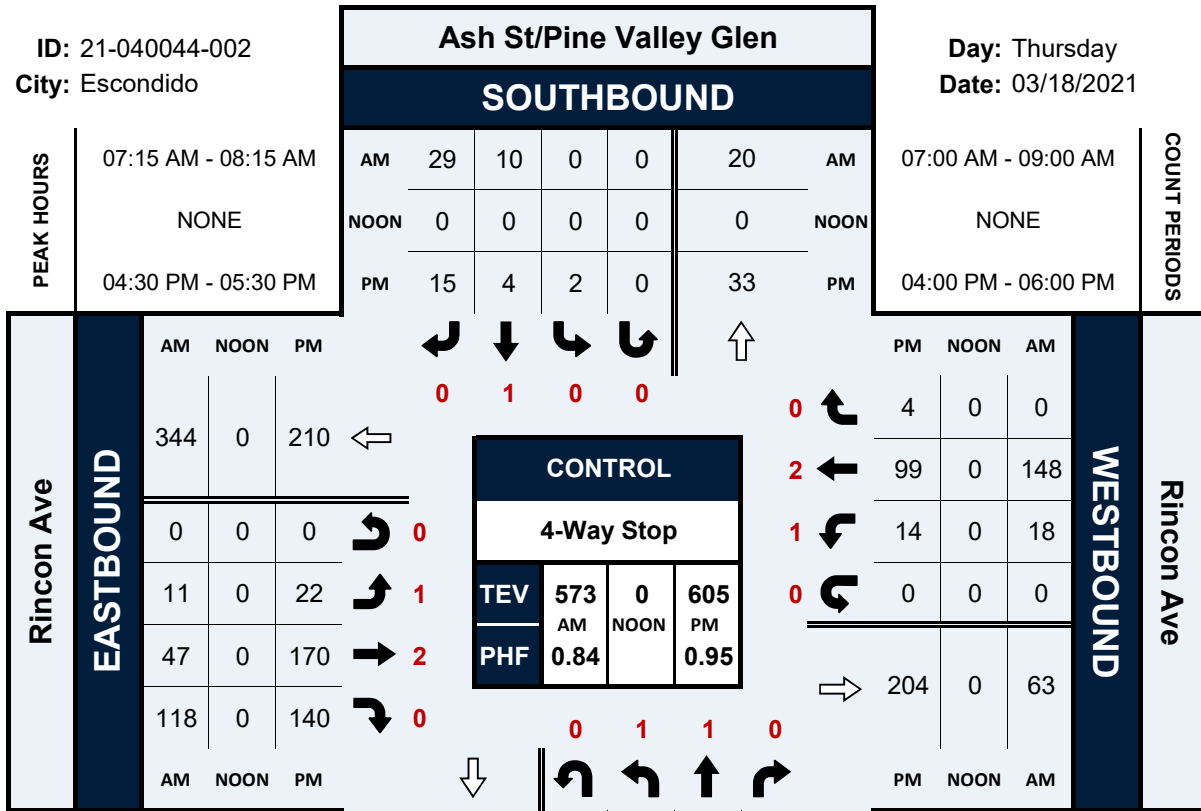 ID: 21-040044-002
City: Escondido
Ash St/Pine Valley Glen
SOUTHBOUND
Day: Thursday
Date: 03/18/2021
PEAK HOURS
07:15 AM - 08:15 AM
NONE
04:30 PM - 05:30 PM
AM 29 10 0 0 20 AM
NOON 0 0 0 0 0 NOON
PM 15 4 2 0 33 PM
07:00 AM - 09:00 AM
NONE
04:00 PM - 06:00 PM
COUNT PERIODS
0 1 0 0
Rincon Ave
EASTBOUND
AM NOON PM
344 0 210
0 0 0 0
11 0 22 1
47 0 170 2
118 0 140 0
AM NOON PM
CONTROL
4-Way Stop
TEV 573 0 605
AM NOON PM
PHF 0.84 0.95
PM NOON AM
0 4 0 0
2 99 0 148
1 14 0 18
0 0 0 0
204 0 63
PM NOON AM
WESTBOUND
Rincon Ave
0 1 1 0